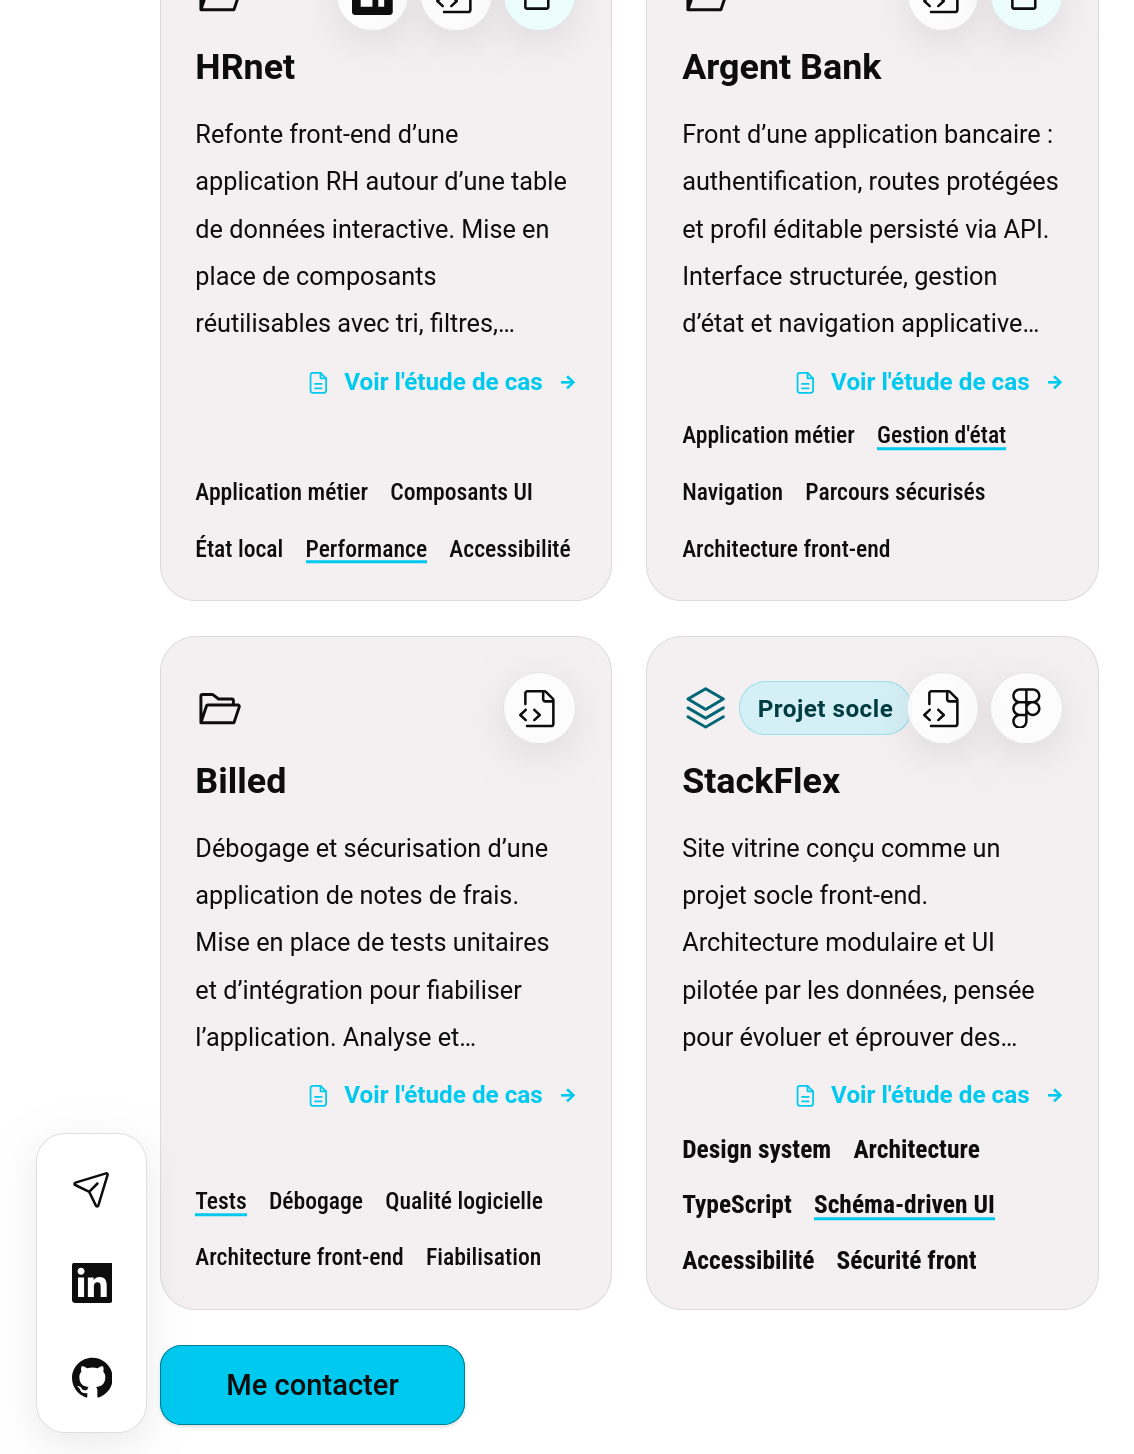 HRnet
Refonte front-end d’une
application RH autour d’une table
de données interactive. Mise en
place de composants
réutilisables avec tri, filtres,...
Voir l'étude de cas
Application métier Composants UI
État local Performance Accessibilité
Argent Bank
Front d’une application bancaire :
authentification, routes protégées
et profil éditable persisté via API.
Interface structurée, gestion
d’état et navigation applicative...
Voir l'étude de cas
Application métier Gestion d'état
Navigation Parcours sécurisés
Architecture front-end
Billed
Débogage et sécurisation d’une
application de notes de frais.
Mise en place de tests unitaires
et d’intégration pour fiabiliser
l’application. Analyse et...
Voir l'étude de cas
Tests Débogage Qualité logicielle
Architecture front-end Fiabilisation
Projet socle
StackFlex
Site vitrine conçu comme un
projet socle front-end.
Architecture modulaire et UI
pilotée par les données, pensée
pour évoluer et éprouver des...
Voir l'étude de cas
Design system Architecture
TypeScript Schéma-driven UI
Accessibilité Sécurité front
in
Me contacter